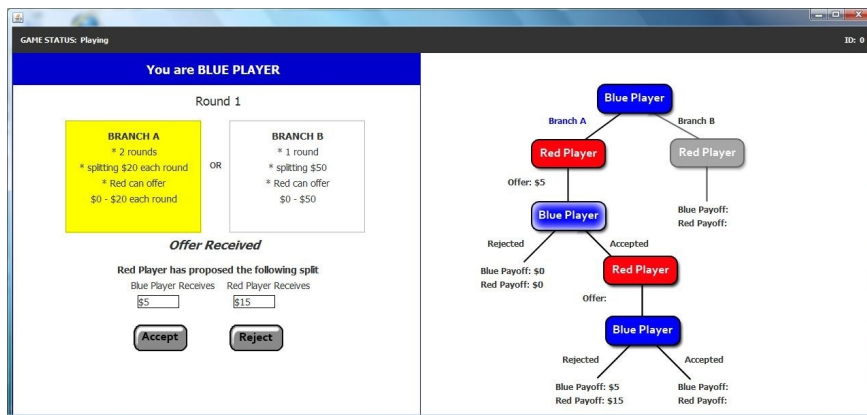 GAME STATUS: Playing
ID: 0
You are BLUE PLAYER
Round 1
BRANCH A
* 2 rounds
* splitting $20 each round
* Red can offer
$0 - $20 each round
OR
BRANCH B
* 1 round
* splitting $50
* Red can offer
$0 - $50
Offer Received
Red Player has proposed the following split
Blue Player Receives Red Player Receives
$5 $15
Accept Reject
Blue Player
Branch A Branch B
Red Player Red Player
Offer: $5
Blue Player
Blue Payoff:
Red Payoff:
Rejected Accepted
Blue Payoff: $0
Red Payoff: $0
Red Player
Offer:
Blue Player
Rejected Accepted
Blue Payoff: $5 Blue Payoff:
Red Payoff: $15 Red Payoff: